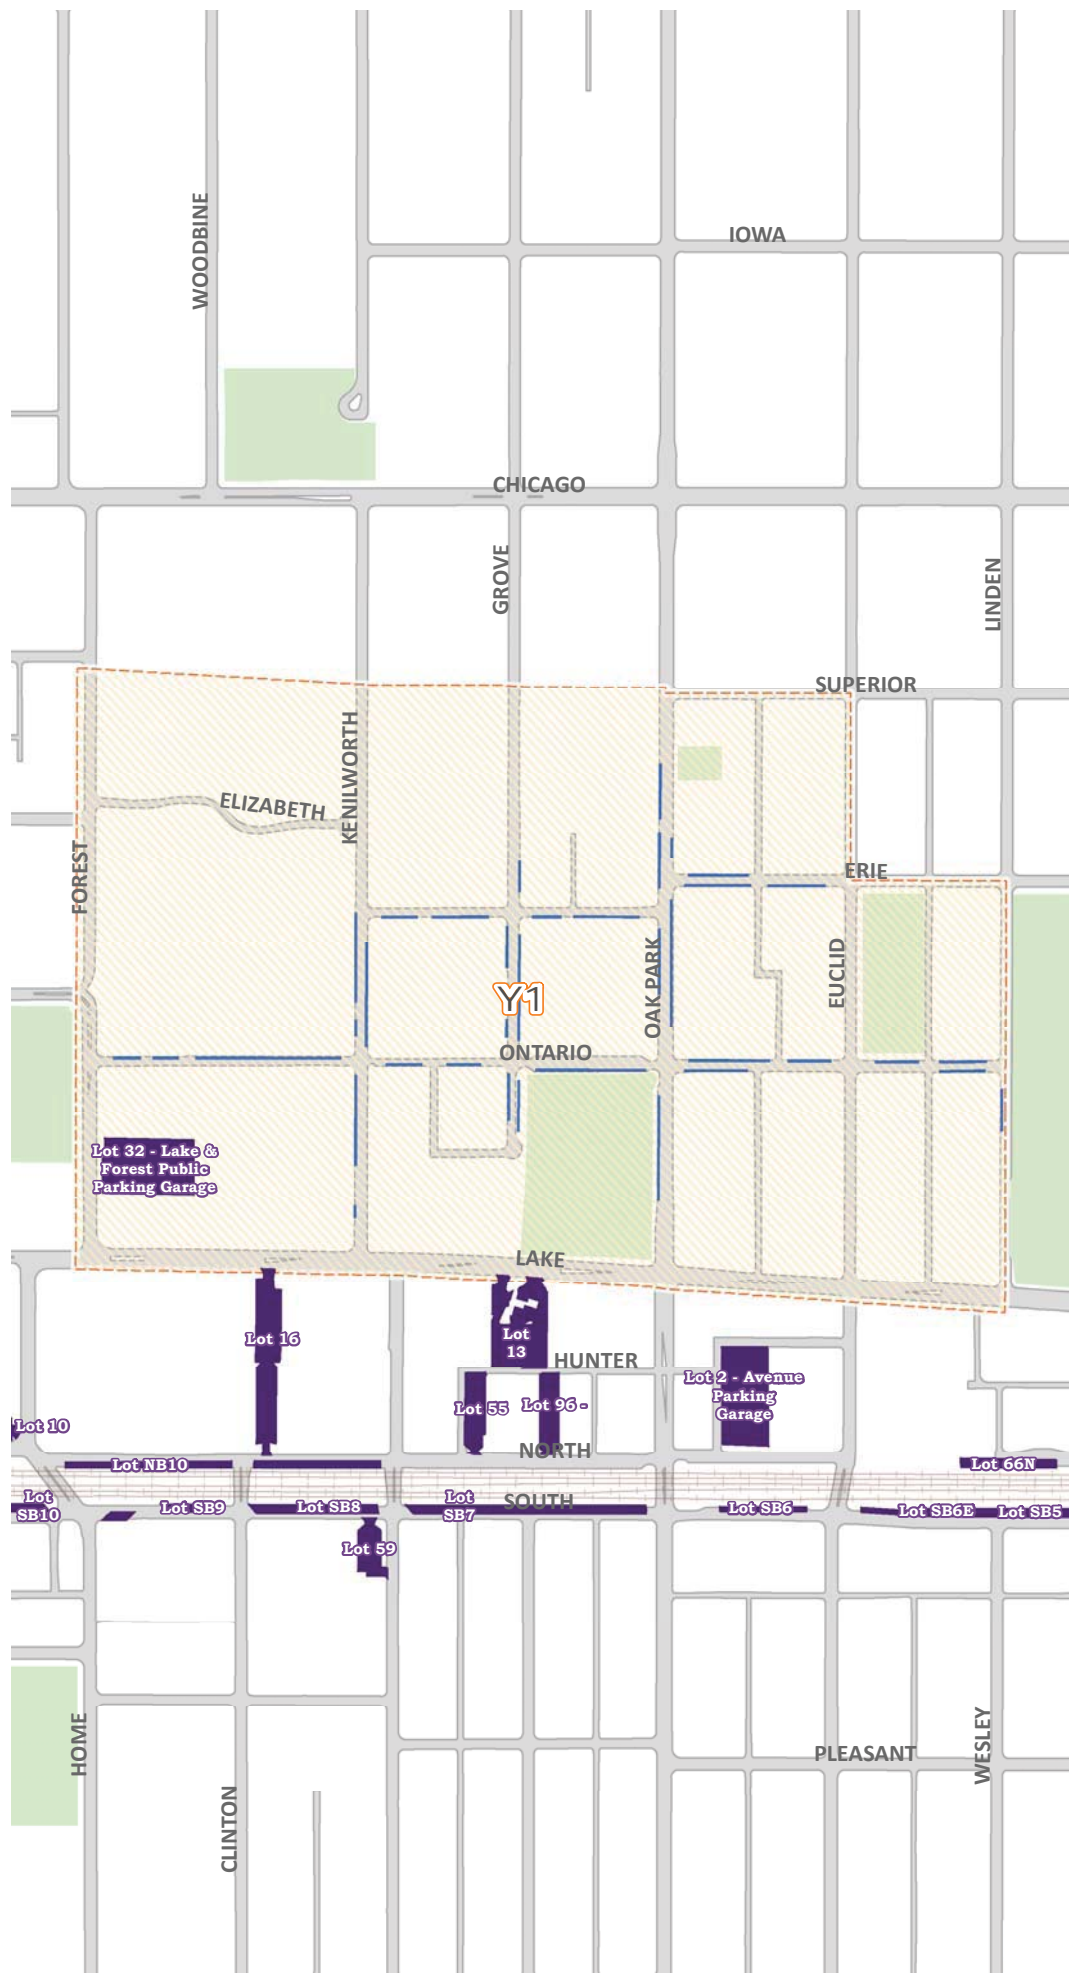 WOODBINE
IOWA
CHICAGO
GROVE
LINDEN
SUPERIOR
KENILWORTH
ELIZABETH
FOREST
ERIE
OAK PARK
EUCLID
Y1
ONTARIO
Lot 32 - Lake &
Forest Public
Parking Garage
LAKE
Lot 16
Lot
13
HUNTER
Lot 2 - Avenue
Parking
Garage
Lot 55
Lot 96 -
Lot 10
NORTH
Lot NB10
Lot 66N
Lot
SB10
Lot SB9
Lot SB8
Lot
SB7
SOUTH
Lot SB6
Lot SB6E
Lot SB5
Lot 59
HOME
WESLEY
PLEASANT
CLINTON